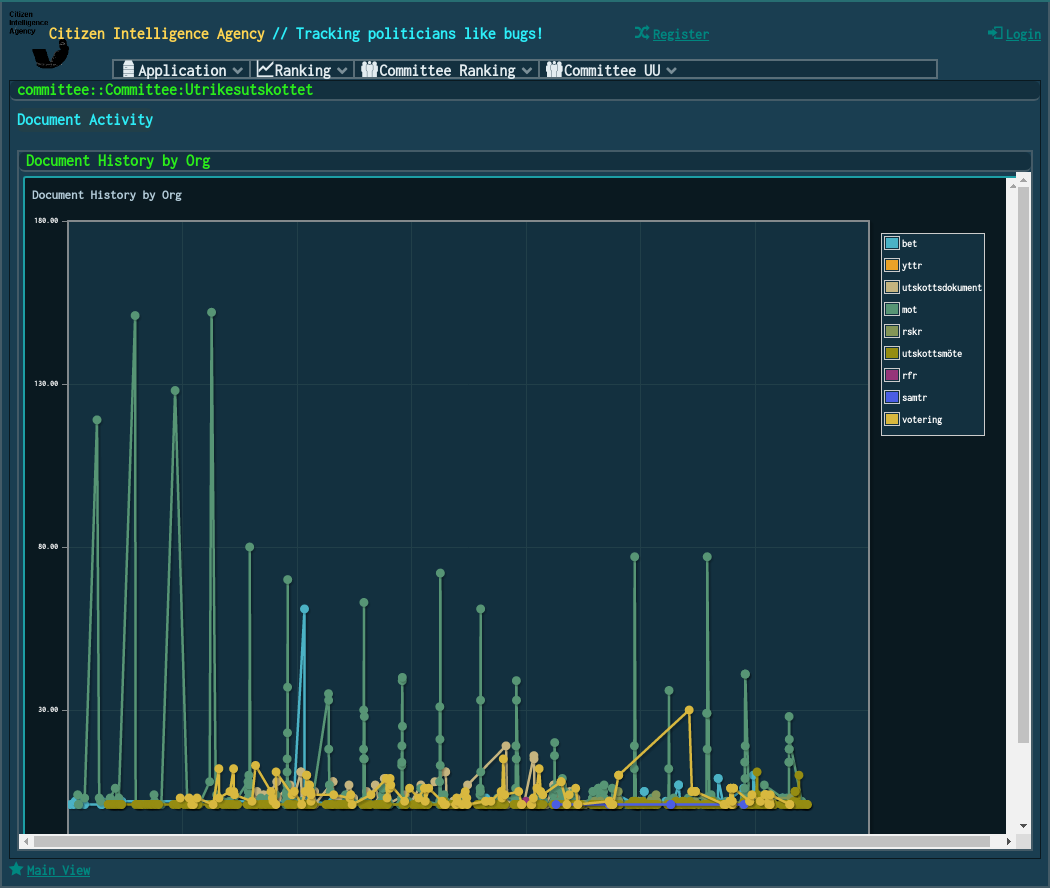 Citizen
Intelligence
Agency
Citizen Intelligence Agency // Tracking politicians like bugs!
Register
Login
Application
Ranking
Committee Ranking
Committee UU
committee::Committee:Utrikesutskottet
Document Activity
Document History by Org
Document History by Org
180.00
130.00
80.00
30.00
bet
yttr
utskottsdokument
mot
rskr
utskottsmöte
rfr
samtr
votering
Main View